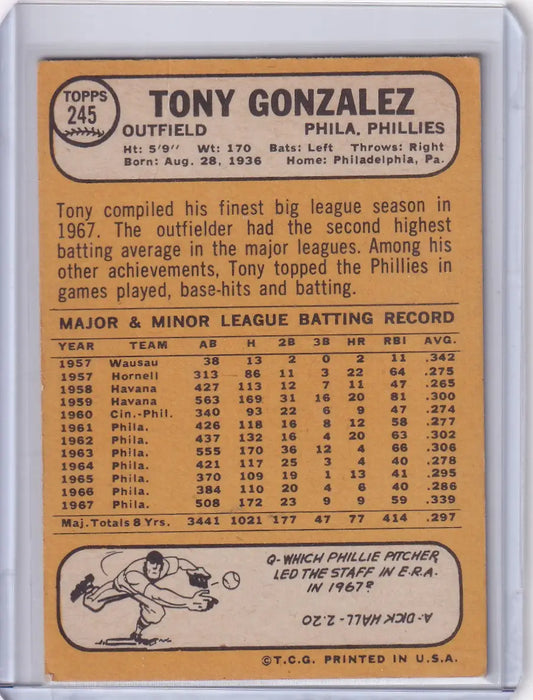 TOPPS
245
TONY GONZALEZ
OUTFIELD PHILA. PHILLIES
Ht: 5'9" Wt: 170 Bats: Left Throws: Right
Born: Aug. 28, 1936 Home: Philadelphia, Pa.
Tony compiled his finest big league season in
1967. The outfielder had the second highest
batting average in the major leagues. Among his
other achievements, Tony topped the Phillies in
games played, base-hits and batting.
MAJOR & MINOR LEAGUE BATTING RECORD
YEAR TEAM AB H 2B 3B HR RBI AVG.
1957 Wausau 38 13 2 0 2 11 .342
1957 Hornell 313 86 11 3 22 64 .275
1958 Havana 427 113 12 7 11 47 .265
1959 Havana 563 169 31 16 20 81 .300
1960 Cin.-Phil. 340 93 22 6 9 47 .274
1961 Phila. 426 118 16 8 12 58 .277
1962 Phila. 437 132 16 4 20 63 .302
1963 Phila. 555 170 36 12 4 66 .306
1964 Phila. 421 117 25 3 4 40 .278
1965 Phila. 370 109 19 1 13 41 .295
1966 Phila. 384 110 20 4 6 40 .286
1967 Phila. 508 172 23 9 9 59 .339
Maj. Totals 8 Yrs. 3441 1021 177 47 77 414 .297
Q-WHICH PHILLIE PITCHER
LED THE STAFF IN E.R.A.
IN 1967?
A-DICK HALL-2.20
©T.C.G. PRINTED IN U.S.A.